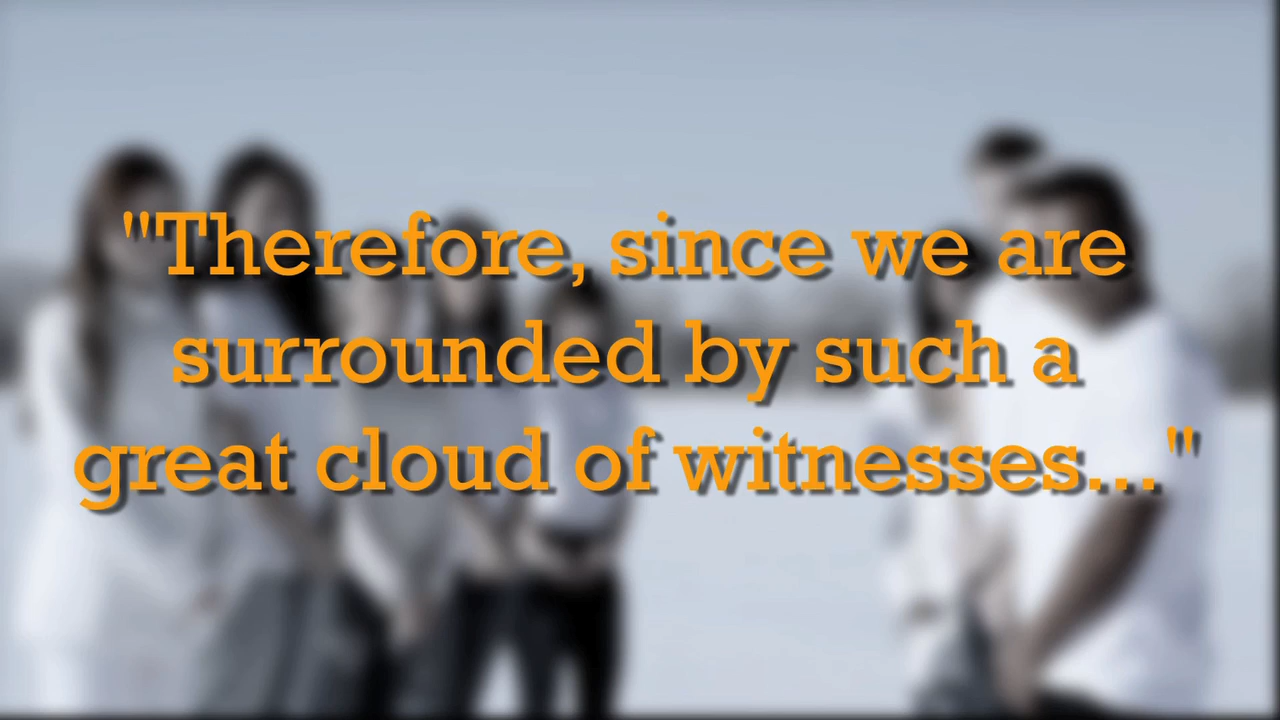 "Therefore, since we are
surrounded by such a
great cloud of witnesses..."